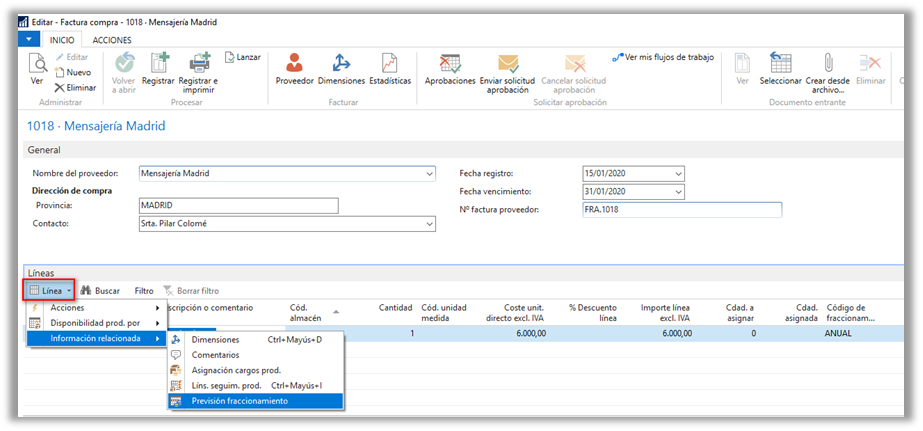 Editar - Factura compra - 1018 · Mensajería Madrid
INICIO ACCIONES
Ver
Editar
Nuevo
Eliminar
Administrar
Volver a abrir
Registrar
Registrar e imprimir
Lanzar
Procesar
Proveedor
Dimensiones
Estadísticas
Facturar
Aprobaciones
Enviar solicitud aprobación
Cancelar solicitud aprobación
Ver mis flujos de trabajo
Solicitar aprobación
Ver
Seleccionar
Crear desde archivo...
Eliminar
Documento entrante
1018 · Mensajería Madrid
General
Nombre del proveedor: Mensajería Madrid
Dirección de compra
Provincia: MADRID
Contacto: Srta. Pilar Colomé
Fecha registro: 15/01/2020
Fecha vencimiento: 31/01/2020
Nº factura proveedor: FRA.1018
Líneas
Línea Buscar Filtro Borrar filtro
scripción o comentario Cód. almacén Cantidad Cód. unidad medida Coste unit. directo excl. IVA % Descuento línea Importe línea excl. IVA Cdad. a asignar Cdad. asignada Código de fraccionam...
1 6.000,00 6.000,00 0 ANUAL
Acciones
Disponibilidad prod. por
Información relacionada
Dimensiones Ctrl+Mayús+D
Comentarios
Asignación cargos prod.
Líns. seguim. prod. Ctrl+Mayús+I
Previsión fraccionamiento